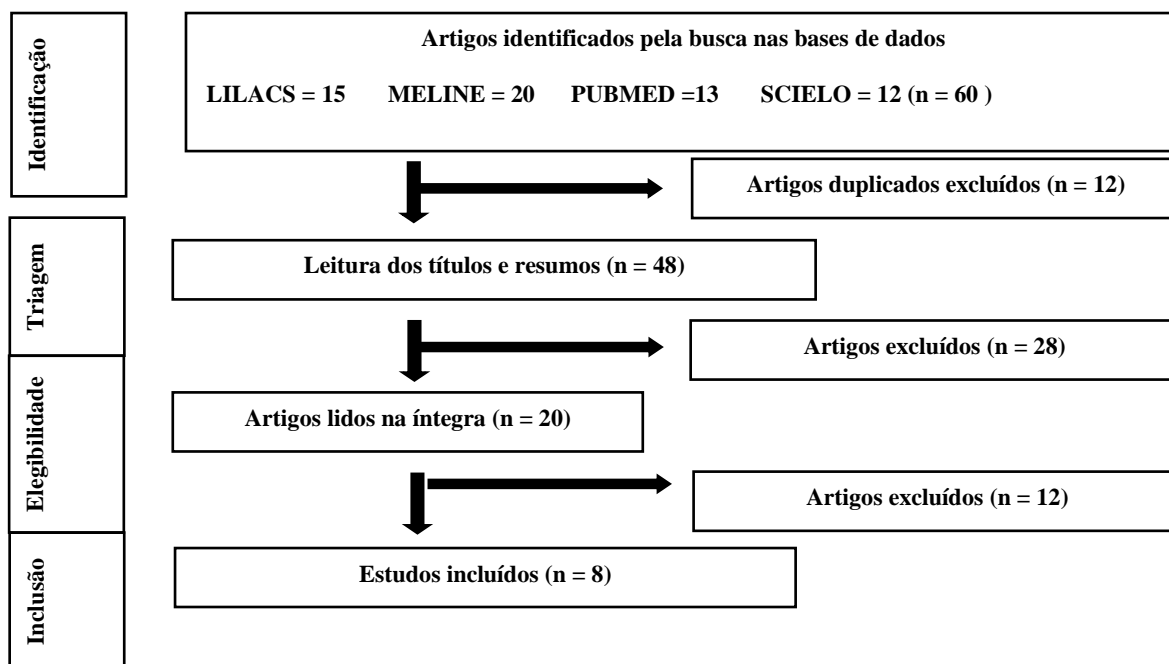 Identificação
Artigos identificados pela busca nas bases de dados
LILACS = 15 MELINE = 20 PUBMED =13 SCIELO = 12 (n = 60 )
Artigos duplicados excluídos (n = 12)
Triagem
Leitura dos títulos e resumos (n = 48)
Artigos excluídos (n = 28)
Elegibilidade
Artigos lidos na íntegra (n = 20)
Artigos excluídos (n = 12)
Inclusão
Estudos incluídos (n = 8)